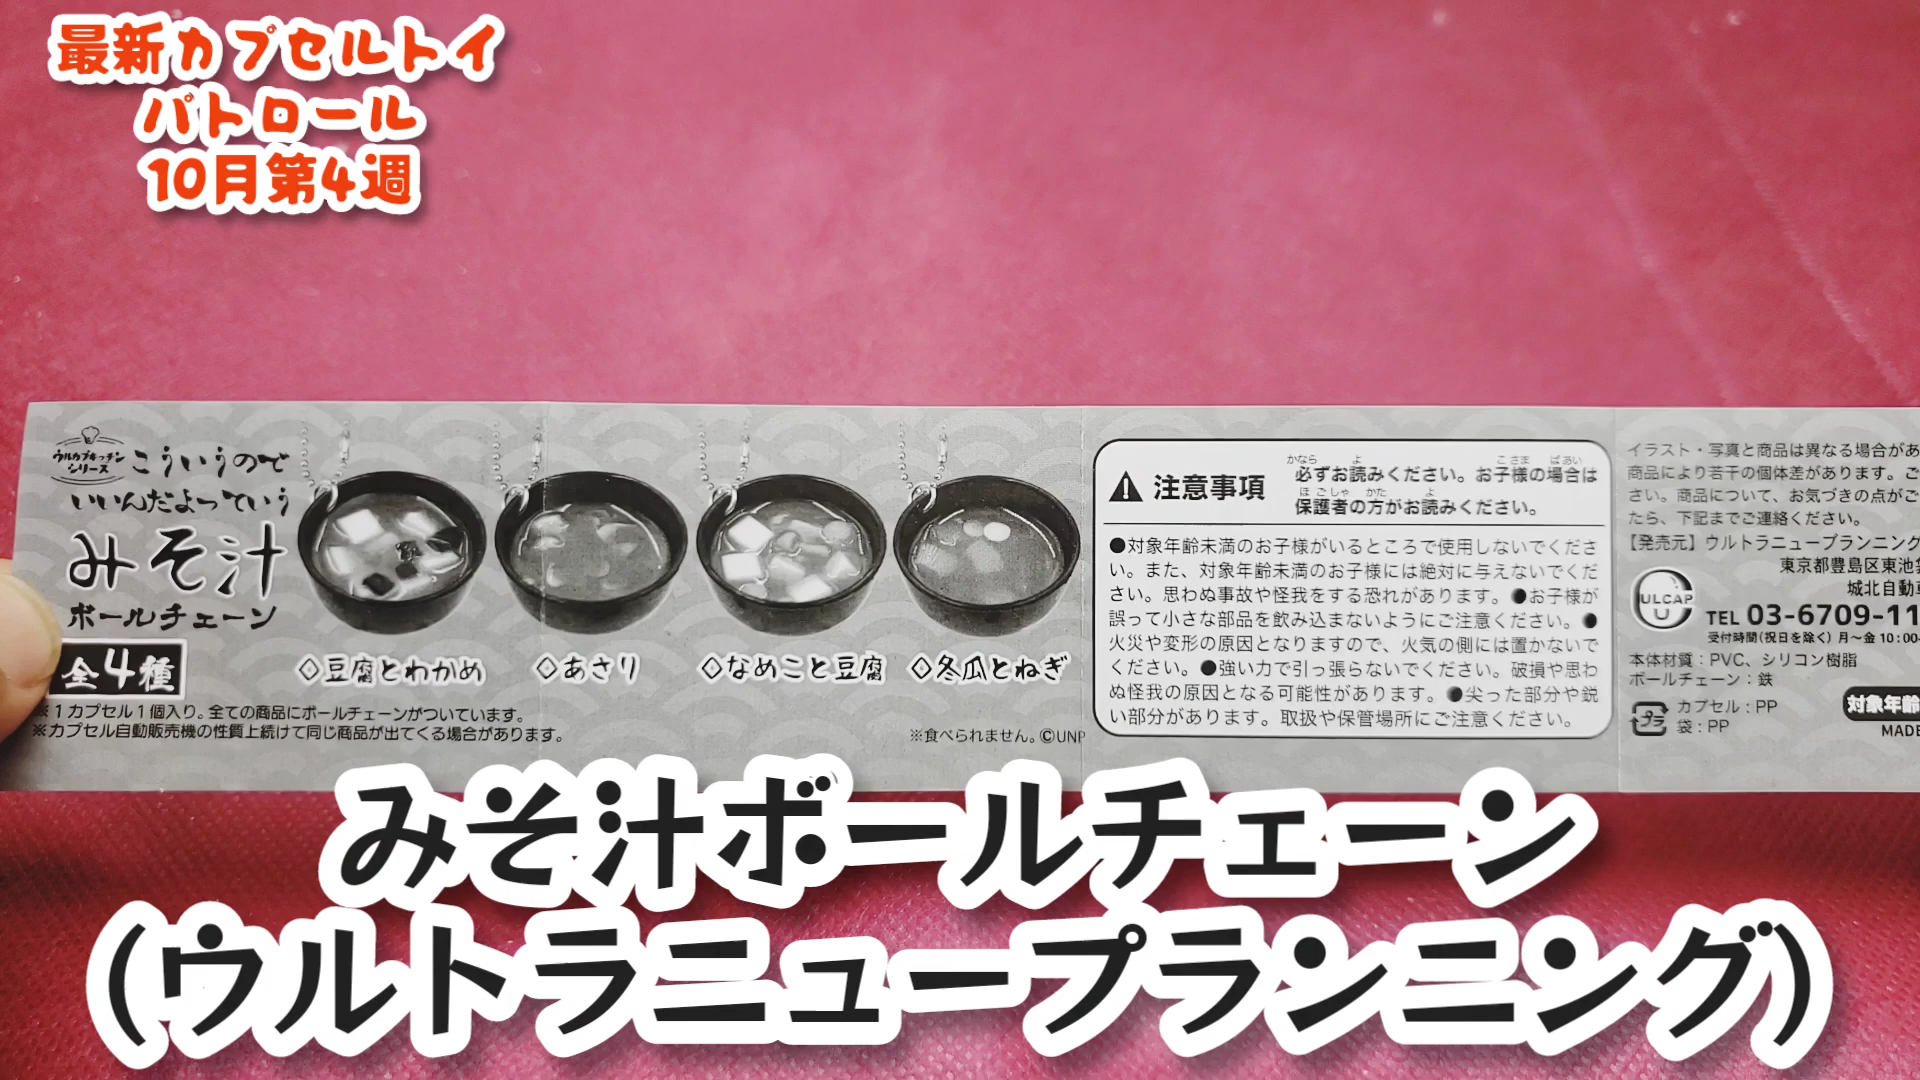 最新カプセルトイ
パトロール
10月第4週
ウルカプキッチン
シリーズ
こういうので
いいんだよっていう
みそ汁
ボールチェーン
全4種
◇豆腐とわかめ
◇あさり
◇なめこと豆腐
◇冬瓜とねぎ
※1カプセル1個入り。全ての商品にボールチェーンがついています。
※カプセル自動販売機の性質上続けて同じ商品が出てくる場合があります。
※食べられません。©UNP
注意事項
必ずお読みください。お子様の場合は
保護者の方がお読みください。
●対象年齢未満のお子様がいるところで使用しないでくださ
い。また、対象年齢未満のお子様には絶対に与えないでくだ
さい。思わぬ事故や怪我をする恐れがあります。●お子様が
誤って小さな部品を飲み込まないようにご注意ください。●
火災や変形の原因となりますので、火気の側には置かないで
ください。●強い力で引っ張らないでください。破損や思わ
ぬ怪我の原因となる可能性があります。●尖った部分や鋭
い部分があります。取扱や保管場所にご注意ください。
イラスト・写真と商品は異なる場合があ
商品により若干の個体差があります。ご
さい。商品について、お気づきの点がご
たら、下記までご連絡ください。
【発売元】ウルトラニュープランニング
東京都豊島区東池袋
城北自動車
ULCAP
U
TEL 03-6709-11
受付時間(祝日を除く)月〜金 10:00-
本体材質:PVC、シリコン樹脂
ボールチェーン:鉄
プラ
カプセル:PP
袋:PP
対象年齢
MADE
みそ汁ボールチェーン
(ウルトラニュープランニング)